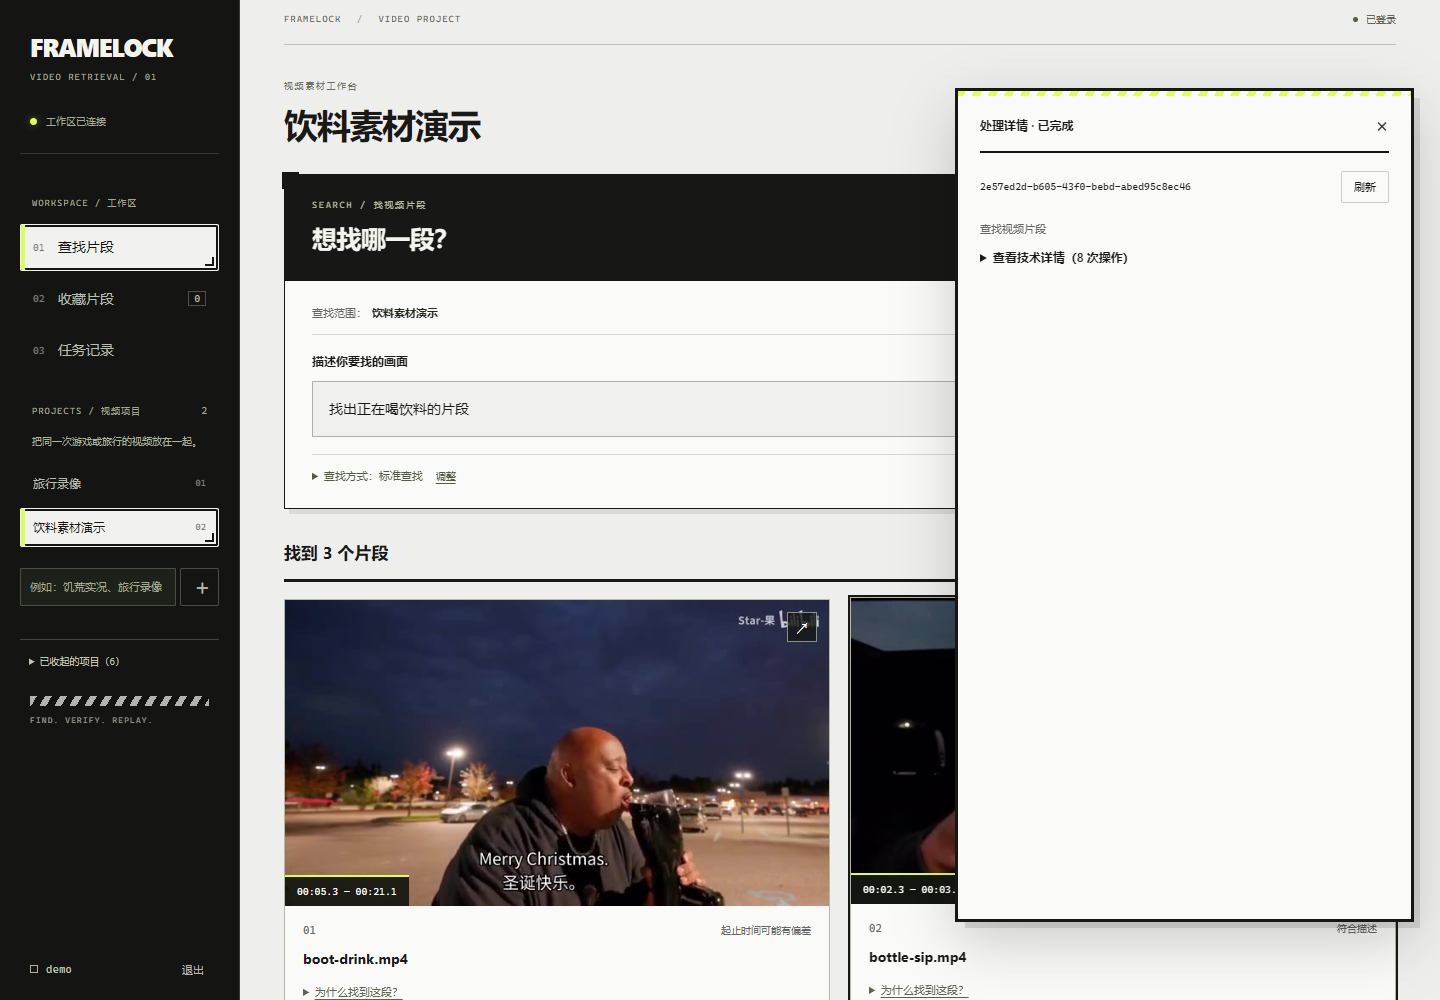 FRAMELOCK
VIDEO RETRIEVAL / 01
工作区已连接
WORKSPACE / 工作区
01 查找片段
02 收藏片段 0
03 任务记录
PROJECTS / 视频项目 2
把同一次游戏或旅行的视频放在一起。
旅行录像 01
饮料素材演示 02
例如：饥荒实况、旅行录像 +
已收起的项目（6）
FIND. VERIFY. REPLAY.
demo 退出
FRAMELOCK / VIDEO PROJECT
已登录
视频素材工作台
饮料素材演示
SEARCH / 找视频片段
想找哪一段？
查找范围： 饮料素材演示
描述你要找的画面
找出正在喝饮料的片段
查找方式：标准查找 调整
找到 3 个片段
Star-果
Merry Christmas.
圣诞快乐。
00:05.3 — 00:21.1
01 起止时间可能有偏差
boot-drink.mp4
为什么找到这段？
00:02.3 — 00:03.
02 符合描述
bottle-sip.mp4
为什么找到这段？
处理详情 · 已完成
2e57ed2d-b605-43f0-bebd-abed95c8ec46
刷新
查找视频片段
查看技术详情（8 次操作）